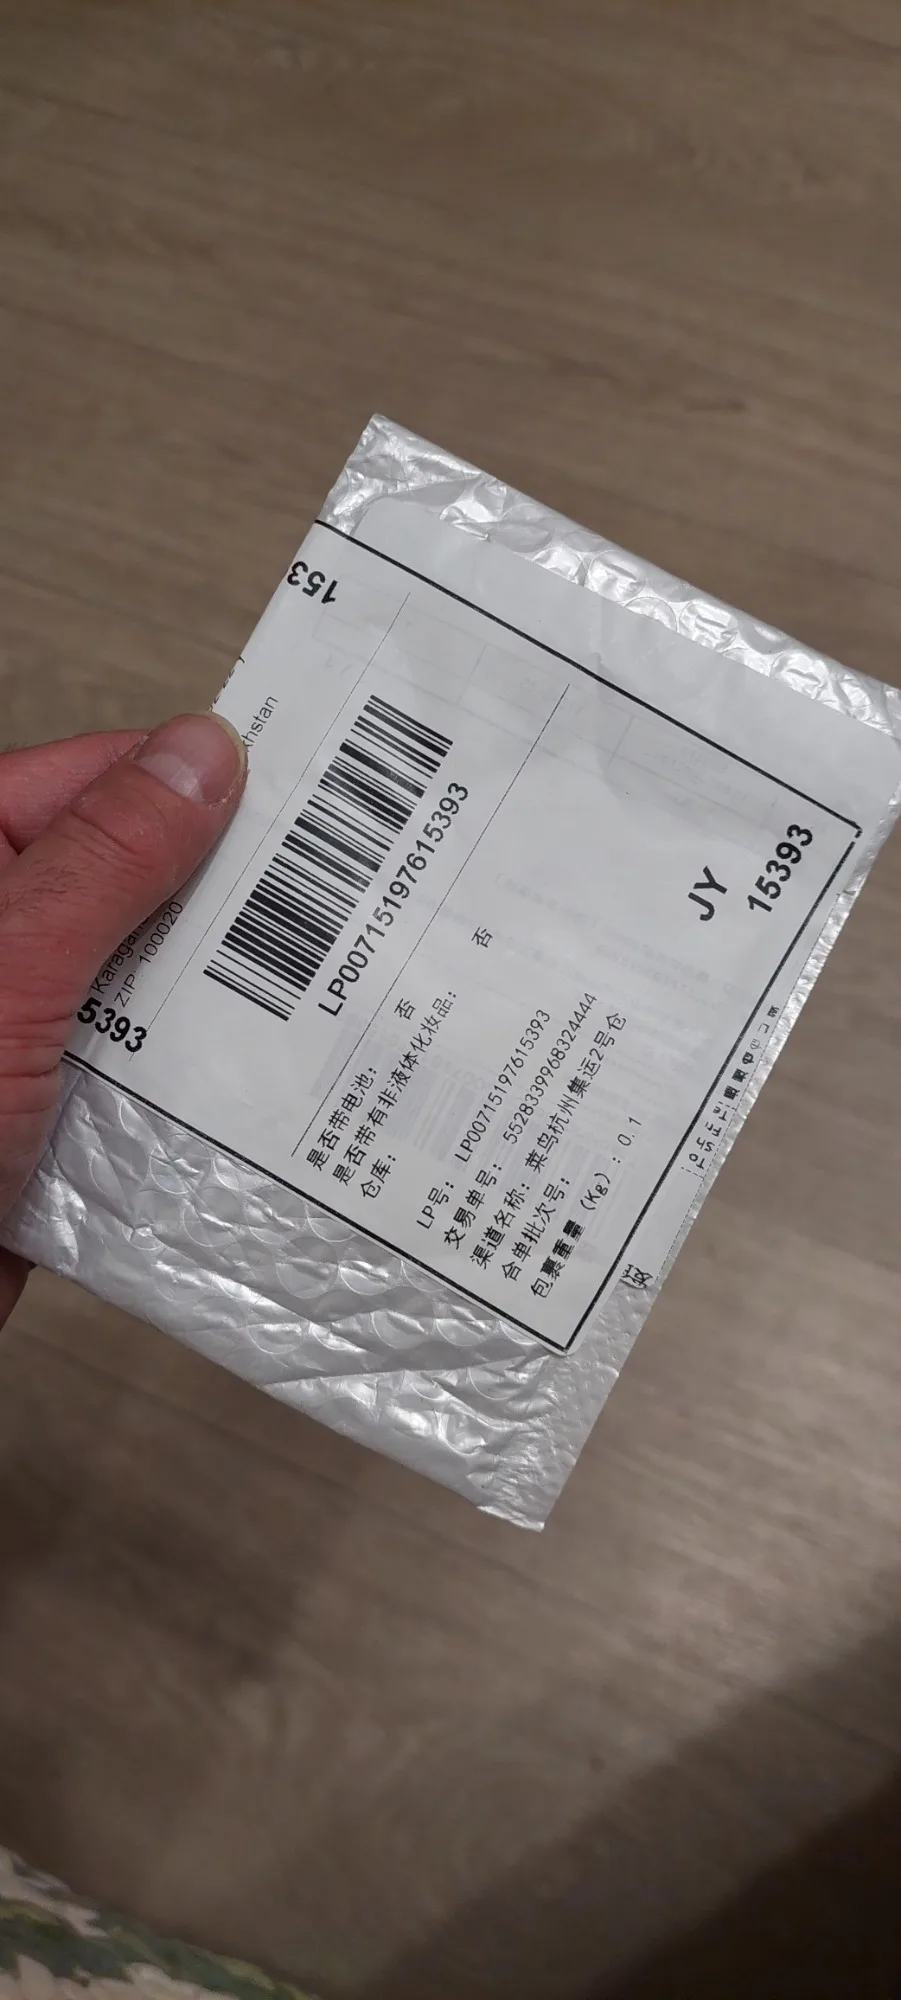 153
khstan
Karagan
ZIP: 100020
5393
LP00715197615393
是否带电池： 否
是否带有非液体化妆品： 否
仓库：
LP号： LP00715197615393
交易单号： 5528339968324444
渠道名称： 菜鸟杭州集运2号仓
合单批次号：
包裹重量 (Kg) : 0.1
JY
15393